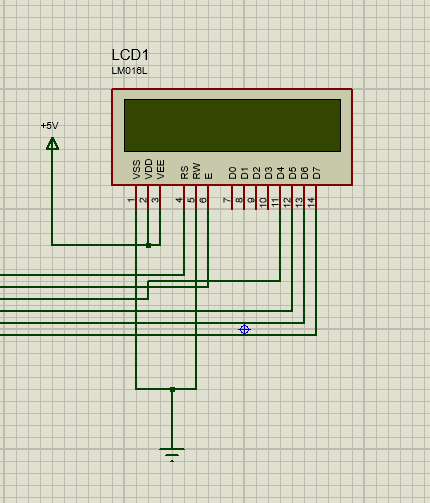 LCD1
LM016L
+5V
VSS VDD VEE RS RW E D0 D1 D2 D3 D4 D5 D6 D7
1 2 3 4 5 6 7 8 9 10 11 12 13 14